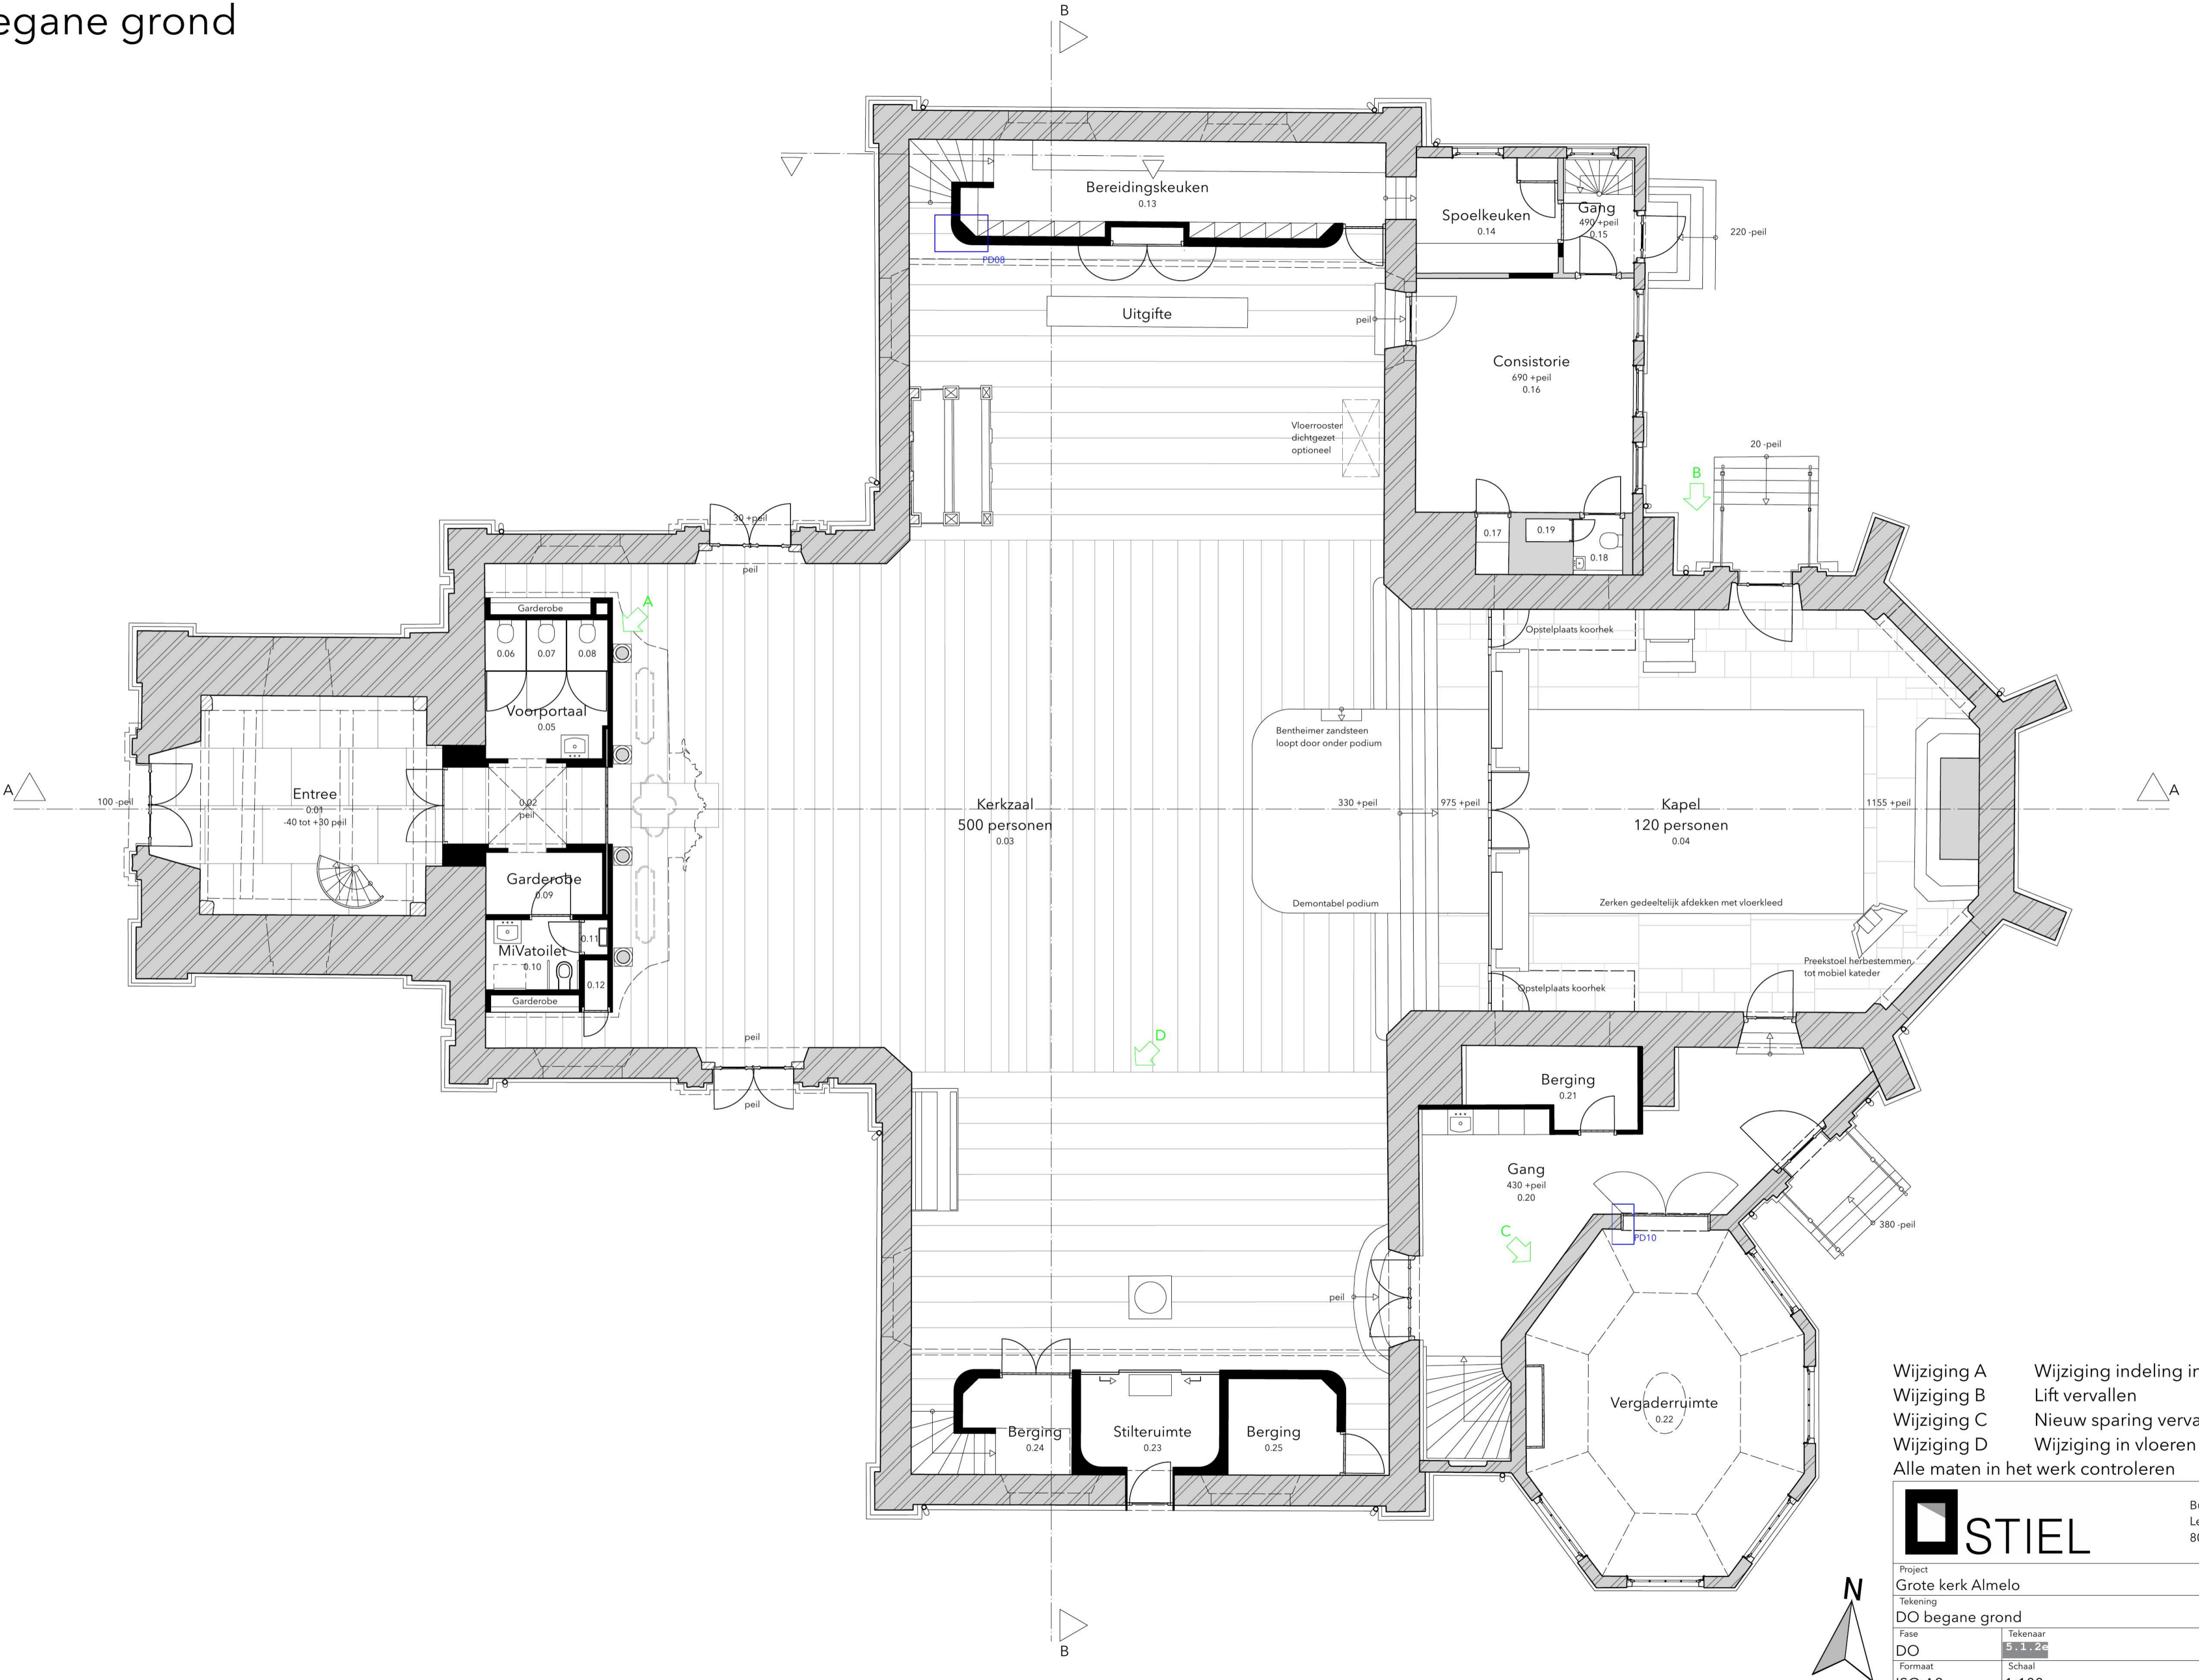 egane grond
B
Bereidingskeuken
0.13
PD08
Spoelkeuken
0.14
Gang
490 +peil
0.15
220 -peil
Uitgifte
peil
Consistorie
690 +peil
0.16
Vloerrooster
dichtgezet
optioneel
20 -peil
B
30 +peil
peil
0.17
0.19
0.18
Garderobe
A
0.06
0.07
0.08
Opstelplaats koorhek
Voorportaal
0.05
Bentheimer zandsteen
loopt door onder podium
A
100 -peil
Entree
0.01
-40 tot +30 peil
0.02
peil
Kerkzaal
500 personen
0.03
330 +peil
975 +peil
Kapel
120 personen
0.04
1155 +peil
A
Garderobe
0.09
Demontabel podium
Zerken gedeeltelijk afdekken met vloerkleed
0.11
MiVatoilet
0.10
0.12
Garderobe
Preekstoel herbestemmen
tot mobiel kateder
Opstelplaats koorhek
peil
D
peil
Berging
0.21
Gang
430 +peil
0.20
C
PD10
380 -peil
peil
Vergaderruimte
0.22
Berging
0.24
Stilteruimte
0.23
Berging
0.25
B
Wijziging A Wijziging indeling
Wijziging B Lift vervallen
Wijziging C Nieuw sparing
Wijziging D Wijziging in vloeren
Alle maten in het werk controleren
STIEL
Project
Grote kerk Almelo
Tekening
DO begane grond
Fase
DO
Tekenaar
5.1.2e
Formaat
Schaal
N